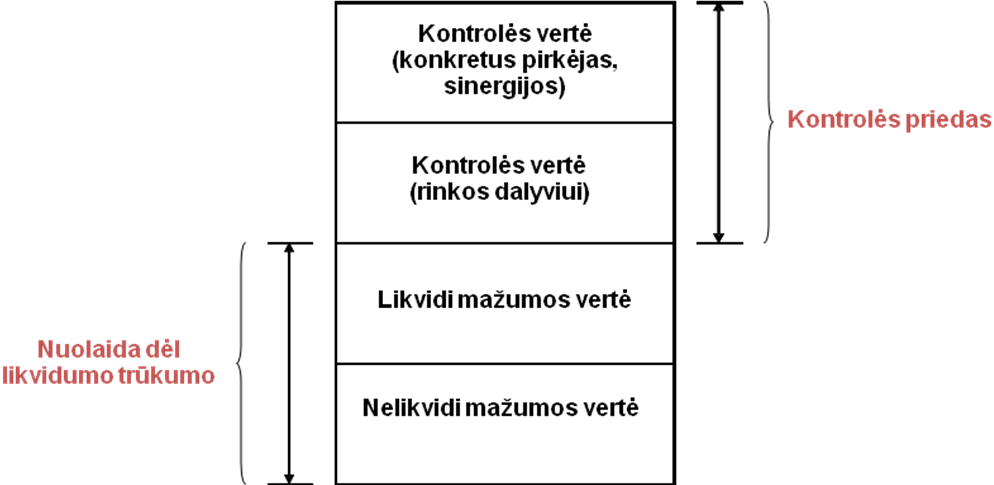 Kontrolės vertė
(konkretus pirkėjas,
sinergijos)
Kontrolės priedas
Kontrolės vertė
(rinkos dalyviui)
Likvidi mažumos vertė
Nuolaida dėl
likvidumo trūkumo
Nelikvidi mažumos vertė